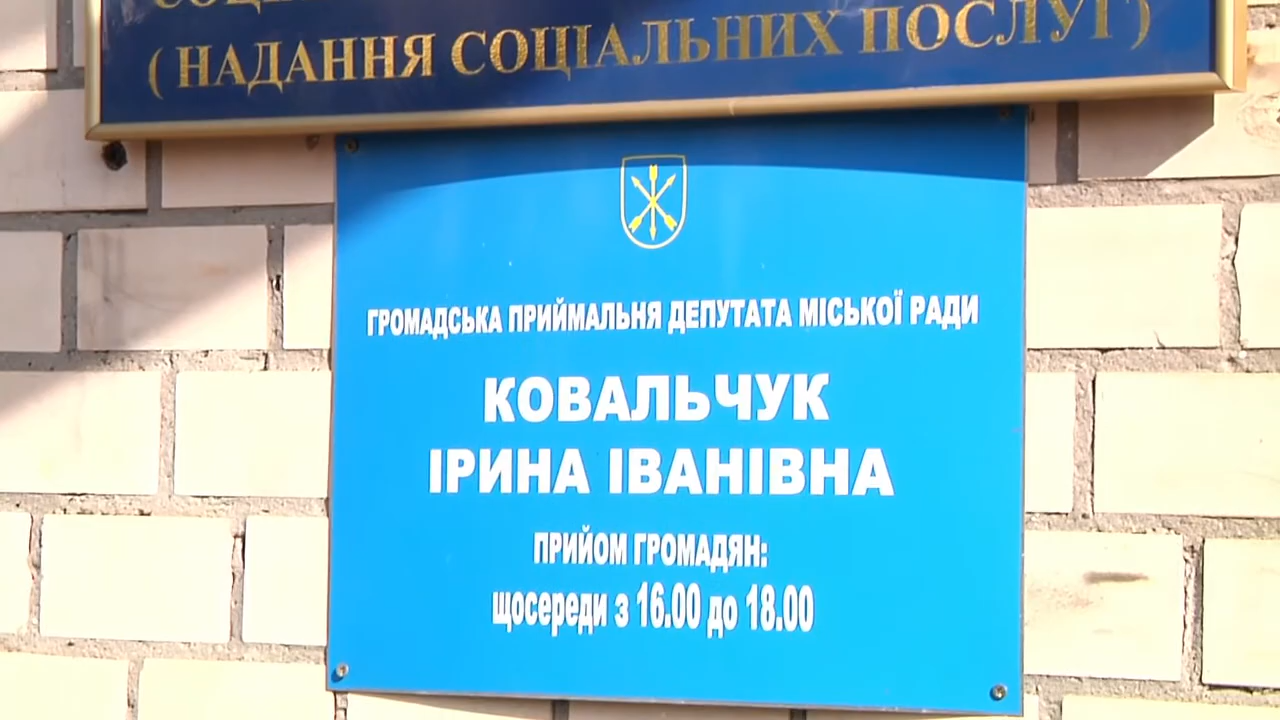 ( НАДАННЯ СОЦІАЛЬНИХ ПОСЛУГ )
ГРОМАДСЬКА ПРИЙМАЛЬНЯ ДЕПУТАТА МІСЬКОЇ РАДИ
КОВАЛЬЧУК
ІРИНА ІВАНІВНА
ПРИЙОМ ГРОМАДЯН:
щосереди з 16.00 до 18.00